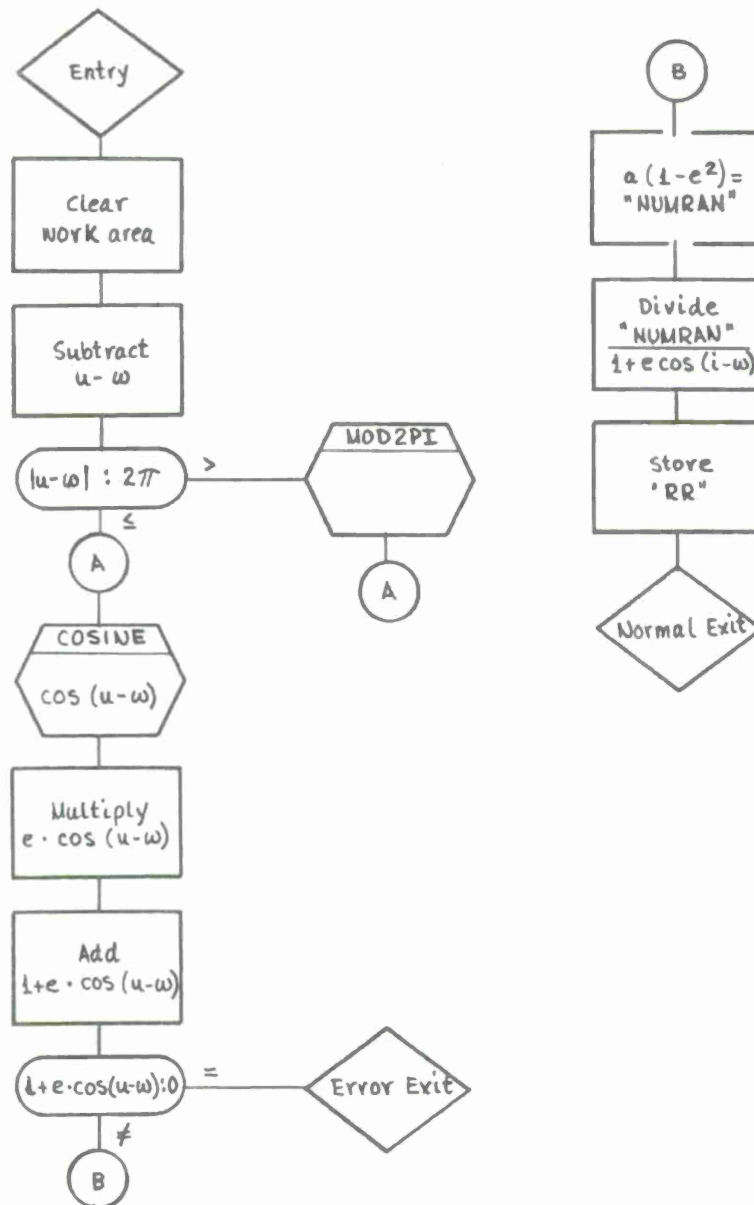 Entry
Clear
work area
Subtract
u - ω
|u-ω| : 2π
>
≤
MOD2PI
A
A
COSINE
cos (u-ω)
Multiply
e · cos (u-ω)
Add
1+e · cos (u-ω)
1+e·cos(u-ω):0
=
≠
Error Exit
B
B
a (1-e²) =
"NUMRAN"
Divide
"NUMRAN"
1+e cos (i-ω)
Store
"RR"
Normal Exit